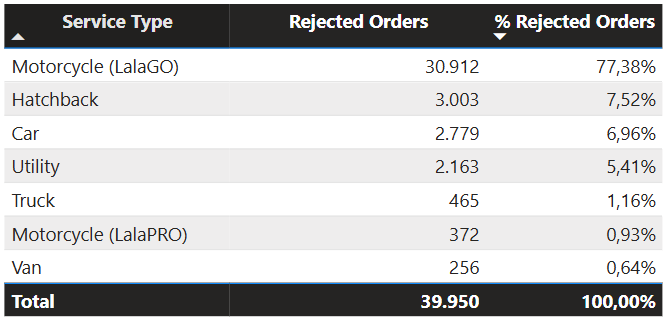 Service Type Rejected Orders % Rejected Orders
Motorcycle (LalaGO) 30.912 77,38%
Hatchback 3.003 7,52%
Car 2.779 6,96%
Utility 2.163 5,41%
Truck 465 1,16%
Motorcycle (LalaPRO) 372 0,93%
Van 256 0,64%
Total 39.950 100,00%